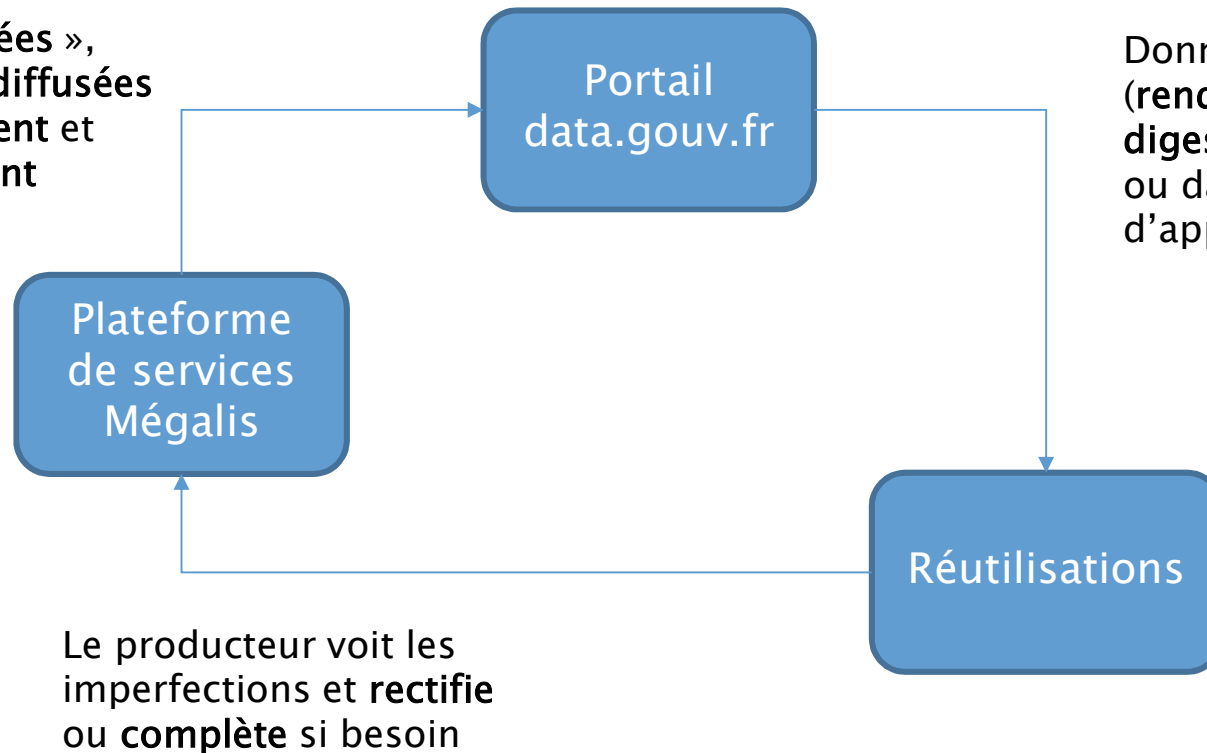 ées »,
diffusées
ent et
nt
Portail
data.gouv.fr
Donn
(rend
diges
ou da
d'app
Plateforme
de services
Mégalis
Réutilisations
Le producteur voit les
imperfections et rectifie
ou complète si besoin